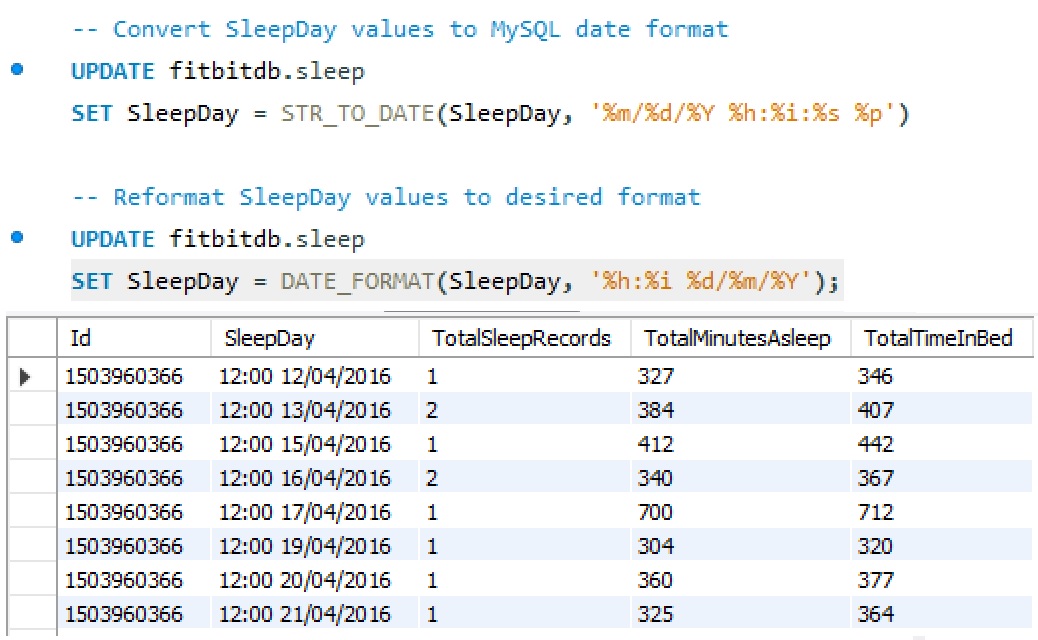 -- Convert SleepDay values to MySQL date format
UPDATE fitbitdb.sleep
SET SleepDay = STR_TO_DATE(SleepDay, '%m/%d/%Y %h:%i:%s %p')
-- Reformat SleepDay values to desired format
UPDATE fitbitdb.sleep
SET SleepDay = DATE_FORMAT(SleepDay, '%h:%i %d/%m/%Y');
Id SleepDay TotalSleepRecords TotalMinutesAsleep TotalTimeInBed
1503960366 12:00 12/04/2016 1 327 346
1503960366 12:00 13/04/2016 2 384 407
1503960366 12:00 15/04/2016 1 412 442
1503960366 12:00 16/04/2016 2 340 367
1503960366 12:00 17/04/2016 1 700 712
1503960366 12:00 19/04/2016 1 304 320
1503960366 12:00 20/04/2016 1 360 377
1503960366 12:00 21/04/2016 1 325 364